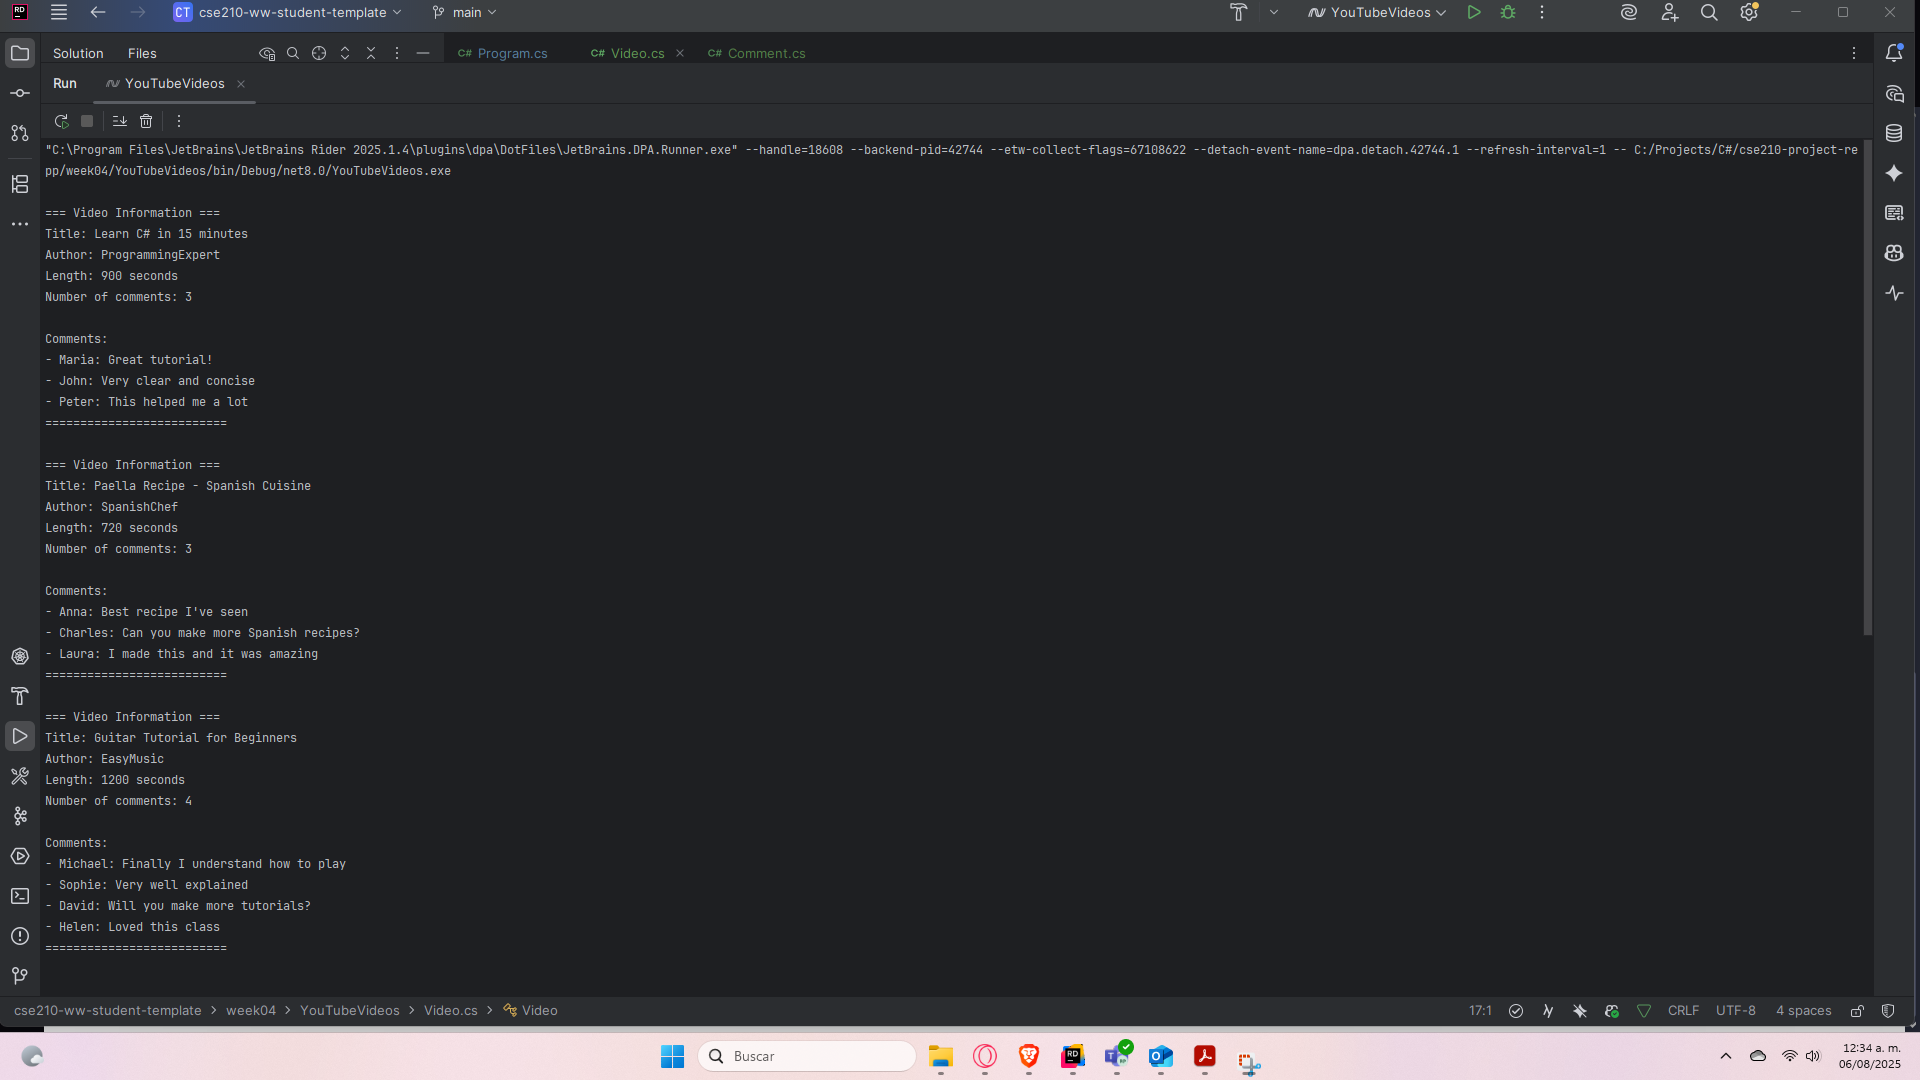 RD CT cse210-ww-student-template main YouTubeVideos
Solution Files C# Program.cs C# Video.cs C# Comment.cs
Run YouTubeVideos
"C:\Program Files\JetBrains\JetBrains Rider 2025.1.4\plugins\dpa\DotFiles\JetBrains.DPA.Runner.exe" --handle=18608 --backend-pid=42744 --etw-collect-flags=67108622 --detach-event-name=dpa.detach.42744.1 --refresh-interval=1 -- C:/Projects/C#/cse210-project-re
pp/week04/YouTubeVideos/bin/Debug/net8.0/YouTubeVideos.exe
=== Video Information ===
Title: Learn C# in 15 minutes
Author: ProgrammingExpert
Length: 900 seconds
Number of comments: 3
Comments:
- Maria: Great tutorial!
- John: Very clear and concise
- Peter: This helped me a lot
==========================
=== Video Information ===
Title: Paella Recipe - Spanish Cuisine
Author: SpanishChef
Length: 720 seconds
Number of comments: 3
Comments:
- Anna: Best recipe I've seen
- Charles: Can you make more Spanish recipes?
- Laura: I made this and it was amazing
==========================
=== Video Information ===
Title: Guitar Tutorial for Beginners
Author: EasyMusic
Length: 1200 seconds
Number of comments: 4
Comments:
- Michael: Finally I understand how to play
- Sophie: Very well explained
- David: Will you make more tutorials?
- Helen: Loved this class
==========================
cse210-ww-student-template > week04 > YouTubeVideos > Video.cs > Video 17:1 CRLF UTF-8 4 spaces
Buscar
12:34 a. m.
06/08/2025